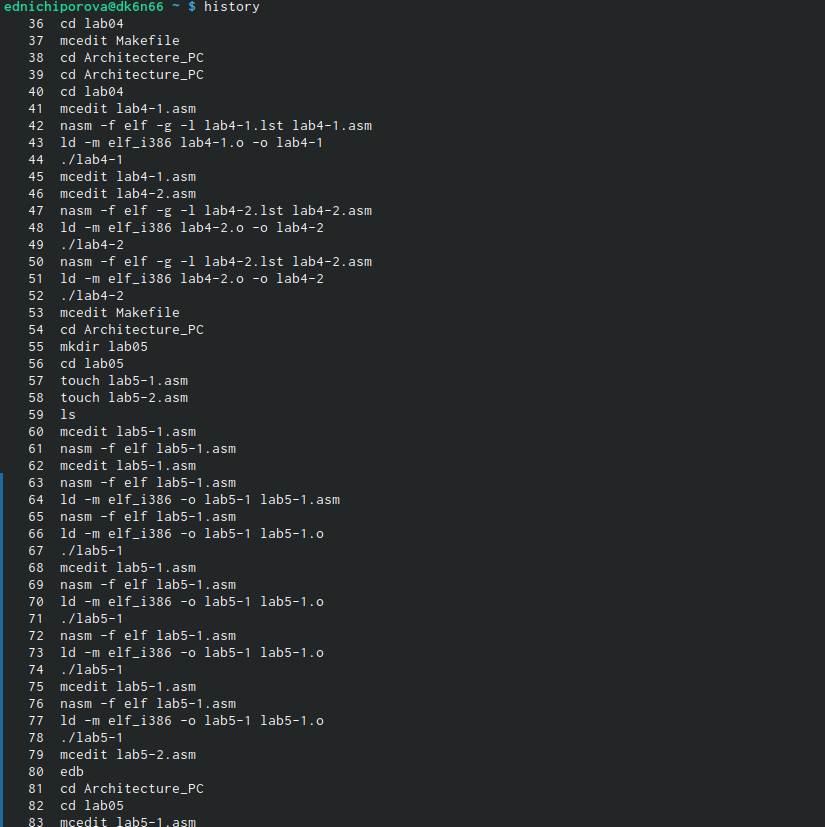 ednichiporova@dk6n66 ~ $ history
36 cd lab04
37 mcedit Makefile
38 cd Architectere_PC
39 cd Architecture_PC
40 cd lab04
41 mcedit lab4-1.asm
42 nasm -f elf -g -l lab4-1.lst lab4-1.asm
43 ld -m elf_i386 lab4-1.o -o lab4-1
44 ./lab4-1
45 mcedit lab4-1.asm
46 mcedit lab4-2.asm
47 nasm -f elf -g -l lab4-2.lst lab4-2.asm
48 ld -m elf_i386 lab4-2.o -o lab4-2
49 ./lab4-2
50 nasm -f elf -g -l lab4-2.lst lab4-2.asm
51 ld -m elf_i386 lab4-2.o -o lab4-2
52 ./lab4-2
53 mcedit Makefile
54 cd Architecture_PC
55 mkdir lab05
56 cd lab05
57 touch lab5-1.asm
58 touch lab5-2.asm
59 ls
60 mcedit lab5-1.asm
61 nasm -f elf lab5-1.asm
62 mcedit lab5-1.asm
63 nasm -f elf lab5-1.asm
64 ld -m elf_i386 -o lab5-1 lab5-1.asm
65 nasm -f elf lab5-1.asm
66 ld -m elf_i386 -o lab5-1 lab5-1.o
67 ./lab5-1
68 mcedit lab5-1.asm
69 nasm -f elf lab5-1.asm
70 ld -m elf_i386 -o lab5-1 lab5-1.o
71 ./lab5-1
72 nasm -f elf lab5-1.asm
73 ld -m elf_i386 -o lab5-1 lab5-1.o
74 ./lab5-1
75 mcedit lab5-1.asm
76 nasm -f elf lab5-1.asm
77 ld -m elf_i386 -o lab5-1 lab5-1.o
78 ./lab5-1
79 mcedit lab5-2.asm
80 edb
81 cd Architecture_PC
82 cd lab05
83 mcedit lab5-1.asm